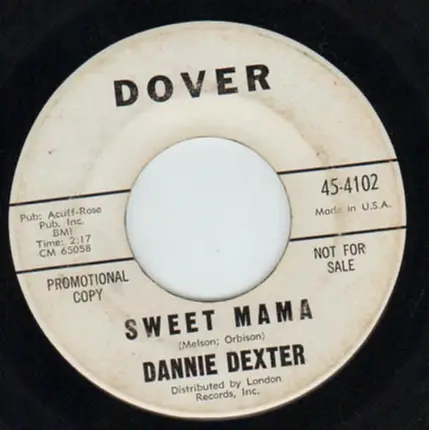 DOVER
45-4102
Made in U.S.A.
Pub: Acuff-Rose
Pub. Inc.
BMI
Time: 2:17
CM 65058
NOT FOR
SALE
PROMOTIONAL
COPY
SWEET MAMA
(Melson; Orbison)
DANNIE DEXTER
Distributed by London
Records, Inc.